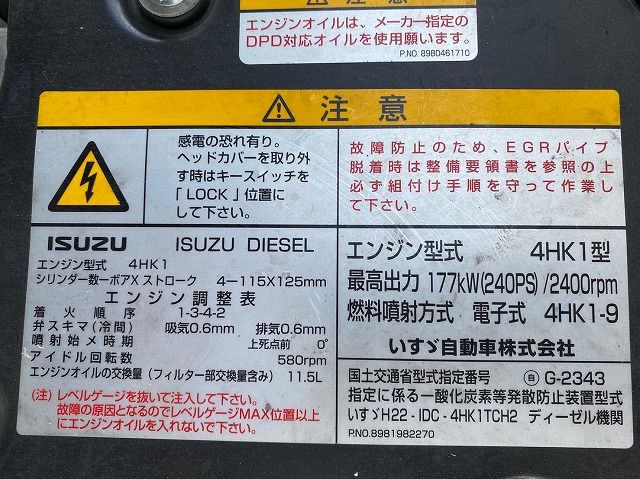 エンジンオイルは、メーカー指定の
DPD対応オイルを使用願います。
P.NO. 8980461710
注意
感電の恐れ有り。
ヘッドカバーを取り外
す時はキースイッチを
「LOCK」位置に
して下さい。
故障防止のため、EGRパイプ
脱着時は整備要領書を参照の上
必ず組付け手順を守って作業し
て下さい。
ISUZU ISUZU DIESEL
エンジン型式 4HK1
シリンダー数ーボアXストローク 4ー115X125mm
エンジン調整表
着火順序 1-3-4-2
弁スキマ(冷間) 吸気0.6mm 排気0.6mm
噴射始メ時期 上死点前 0°
アイドル回転数 580rpm
エンジンオイルの交換量(フィルター部交換量含み) 11.5L
(注)レベルゲージを抜いて注入して下さい。
故障の原因となるのでレベルゲージMAX位置以上
にエンジンオイルを入れないで下さい。
エンジン型式 4HK1型
最高出力 177kW(240PS)/2400rpm
燃料噴射方式 電子式 4HK1-9
いすゞ自動車株式会社
国土交通省型式指定番号 自 G-2343
指定に係る一酸化炭素等発散防止装置型式
いすゞH22-IDC-4HK1TCH2 ディーゼル機関
P.NO.8981982270